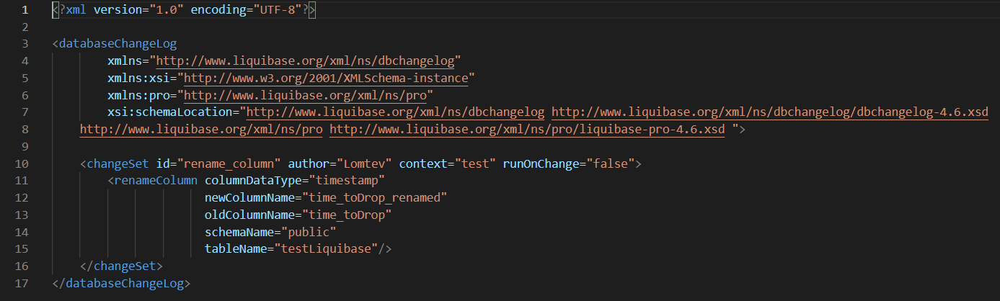 1 <?xml version="1.0" encoding="UTF-8"?>
2
3 <databaseChangeLog
4 xmlns="http://www.liquibase.org/xml/ns/dbchangelog"
5 xmlns:xsi="http://www.w3.org/2001/XMLSchema-instance"
6 xmlns:pro="http://www.liquibase.org/xml/ns/pro"
7 xsi:schemaLocation="http://www.liquibase.org/xml/ns/dbchangelog http://www.liquibase.org/xml/ns/dbchangelog/dbchangelog-4.6.xsd
8 http://www.liquibase.org/xml/ns/pro http://www.liquibase.org/xml/ns/pro/liquibase-pro-4.6.xsd ">
9
10 <changeSet id="rename_column" author="Lomtev" context="test" runOnChange="false">
11 <renameColumn columnDataType="timestamp"
12 newColumnName="time_toDrop_renamed"
13 oldColumnName="time_toDrop"
14 schemaName="public"
15 tableName="testLiquibase"/>
16 </changeSet>
17 </databaseChangeLog>